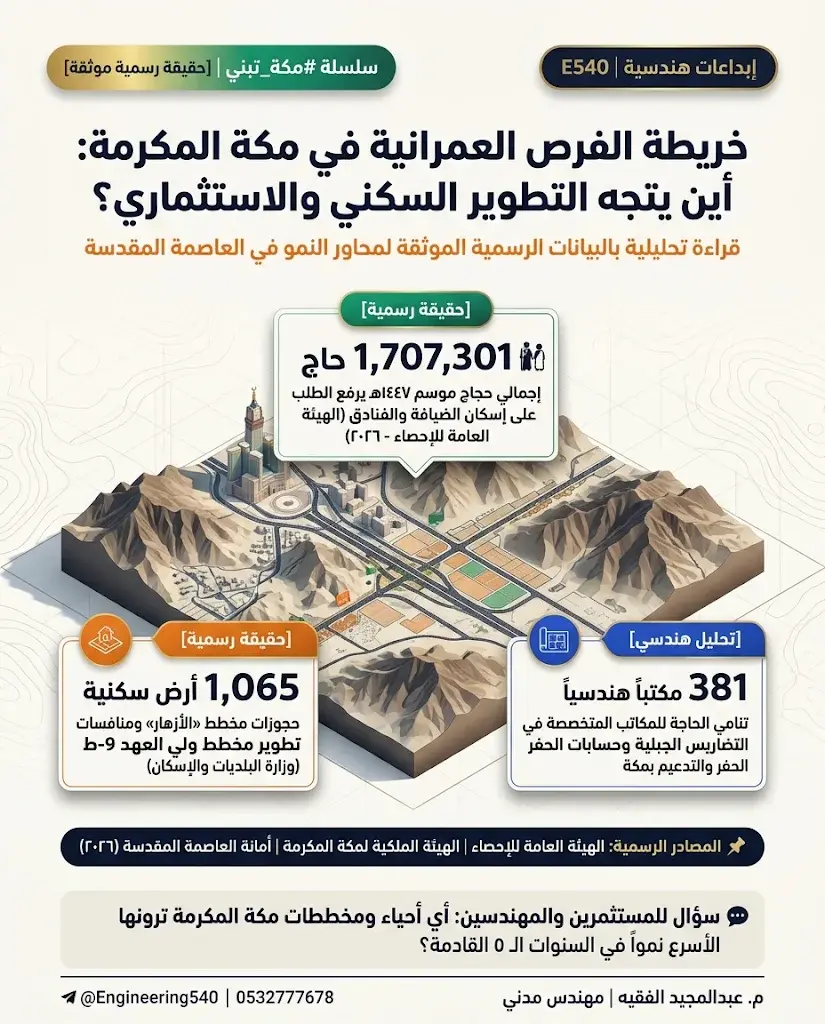 إبداعات هندسية | E540
سلسلة #مكة_تبني | [حقيقة رسمية موثقة]
خريطة الفرص العمرانية في مكة المكرمة:
أين يتجه التطوير السكني والاستثماري؟
قراءة تحليلية بالبيانات الرسمية الموثقة لمحاور النمو في العاصمة المقدسة
[حقيقة رسمية]
1,707,301 حاج
إجمالي حجاج موسم ١٤٤٧هـ يرفع الطلب
على إسكان الضيافة والفنادق (الهيئة
العامة للإحصاء - ٢٠٢٦)
[تحليل هندسي]
381 مكتباً هندسياً
تنامي الحاجة للمكاتب المتخصصة في
التضاريس الجبلية وحسابات الحفر
الحفر والتدعيم بمكة
[حقيقة رسمية]
1,065 أرض سكنية
حجوزات مخطط «الأزهار» ومنافسات
تطوير مخطط ولي العهد 9-ط
(وزارة البلديات والإسكان)
المصادر الرسمية: الهيئة العامة للإحصاء | الهيئة الملكية لمكة المكرمة | أمانة العاصمة المقدسة (٢٠٢٦)
سؤال للمستثمرين والمهندسين: أي أحياء ومخططات مكة المكرمة ترونها
الأسرع نمواً في السنوات الـ ٥ القادمة؟
م. عبدالمجيد الفقيه | مهندس مدني
@Engineering540 | 0532777678